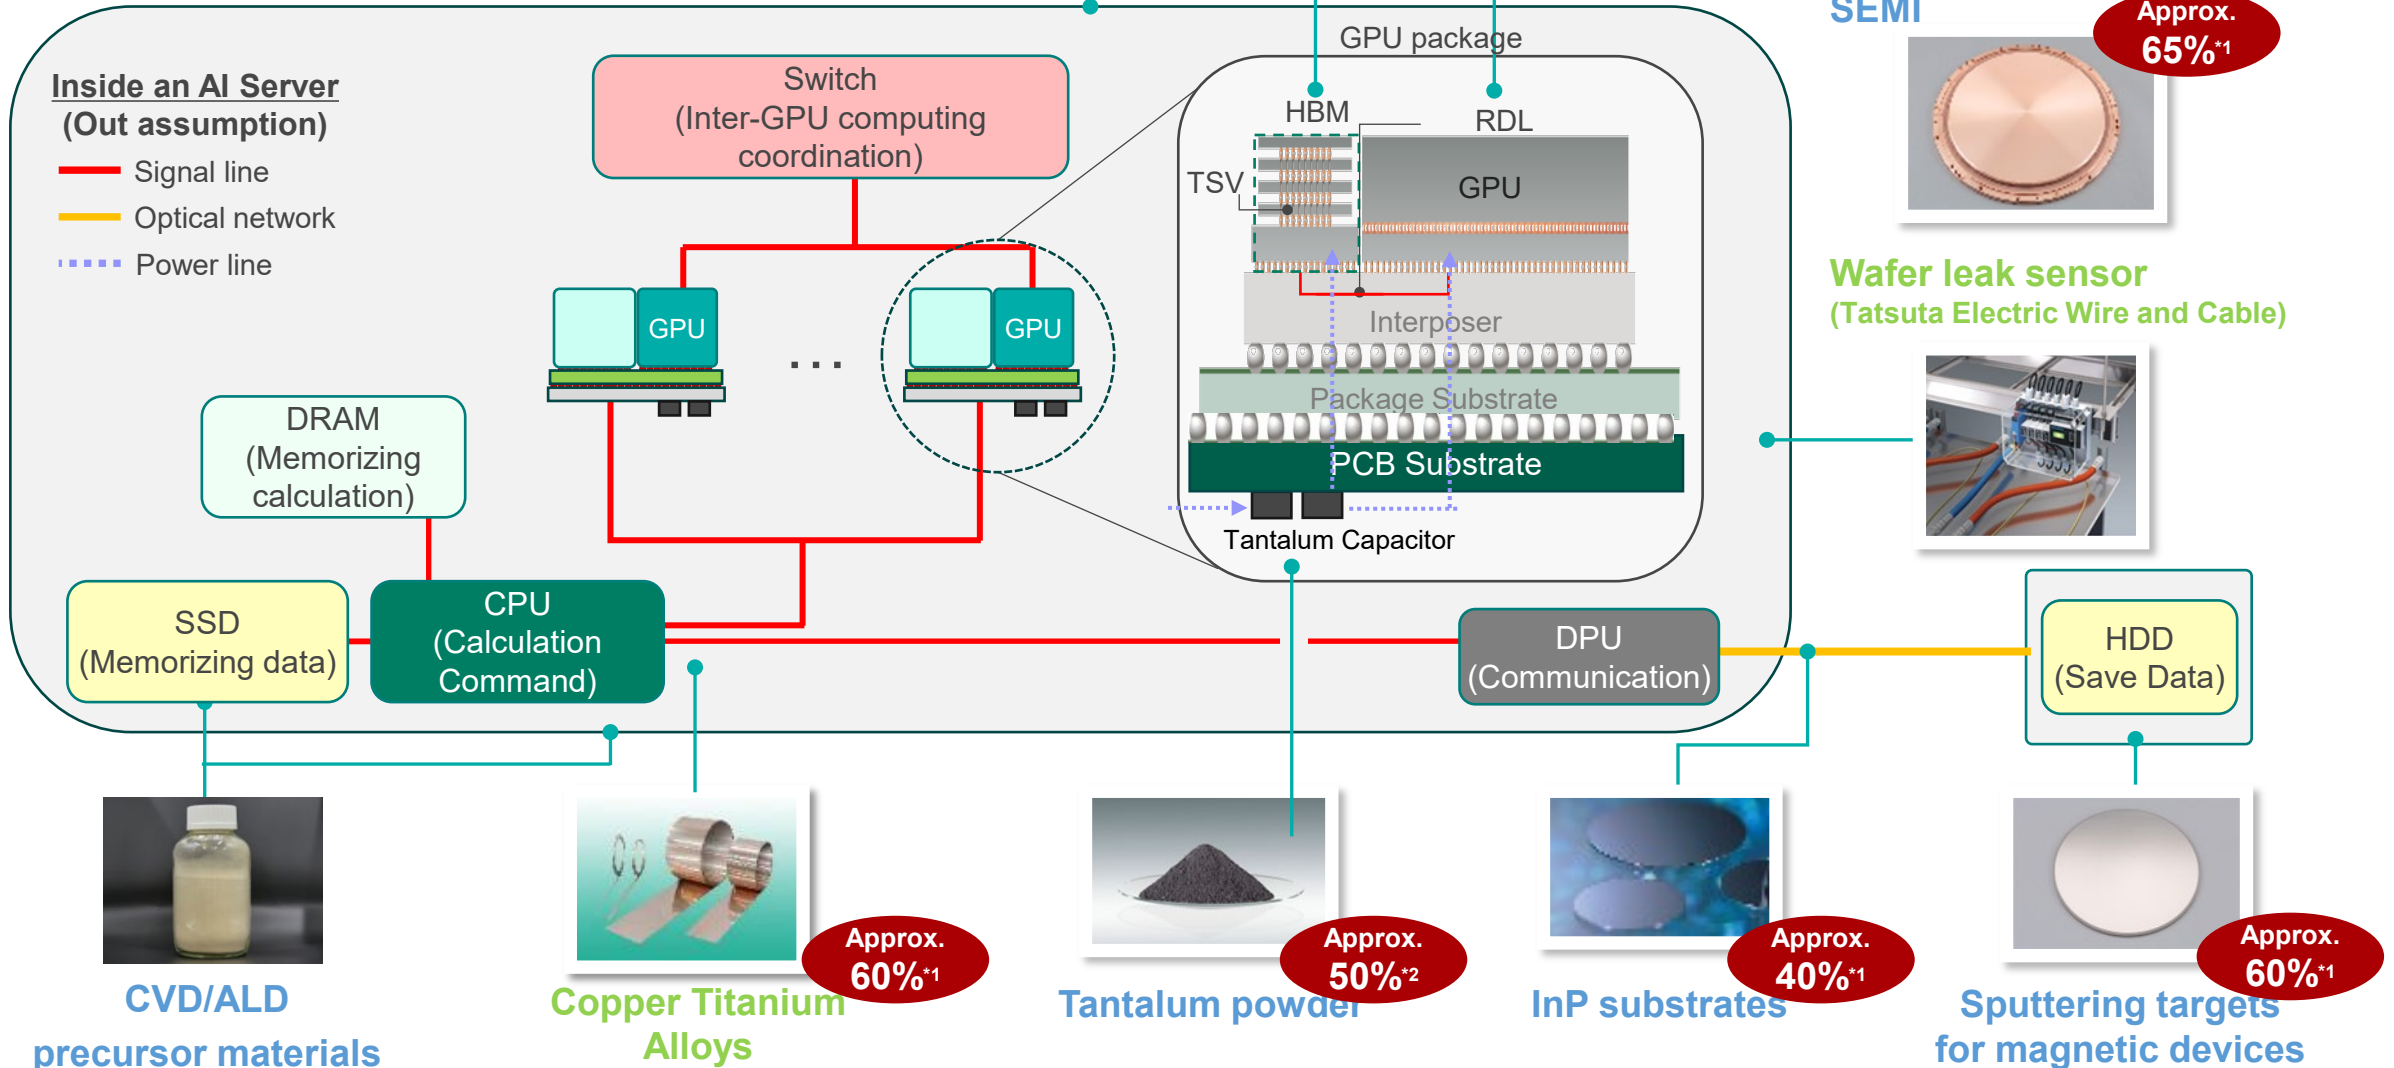 SEMI
Approx.
65%*1
GPU package
Inside an AI Server
(Out assumption)
Signal line
Optical network
Power line
Switch
(Inter-GPU computing
coordination)
HBM
RDL
TSV
GPU
Interposer
Package Substrate
PCB Substrate
Tantalum Capacitor
GPU
...
GPU
DRAM
(Memorizing
calculation)
SSD
(Memorizing data)
CPU
(Calculation
Command)
DPU
(Communication)
HDD
(Save Data)
Wafer leak sensor
(Tatsuta Electric Wire and Cable)
CVD/ALD
precursor materials
Approx.
60%*1
Copper Titanium
Alloys
Approx.
50%*2
Tantalum powder
Approx.
40%*1
InP substrates
Approx.
60%*1
Sputtering targets
for magnetic devices